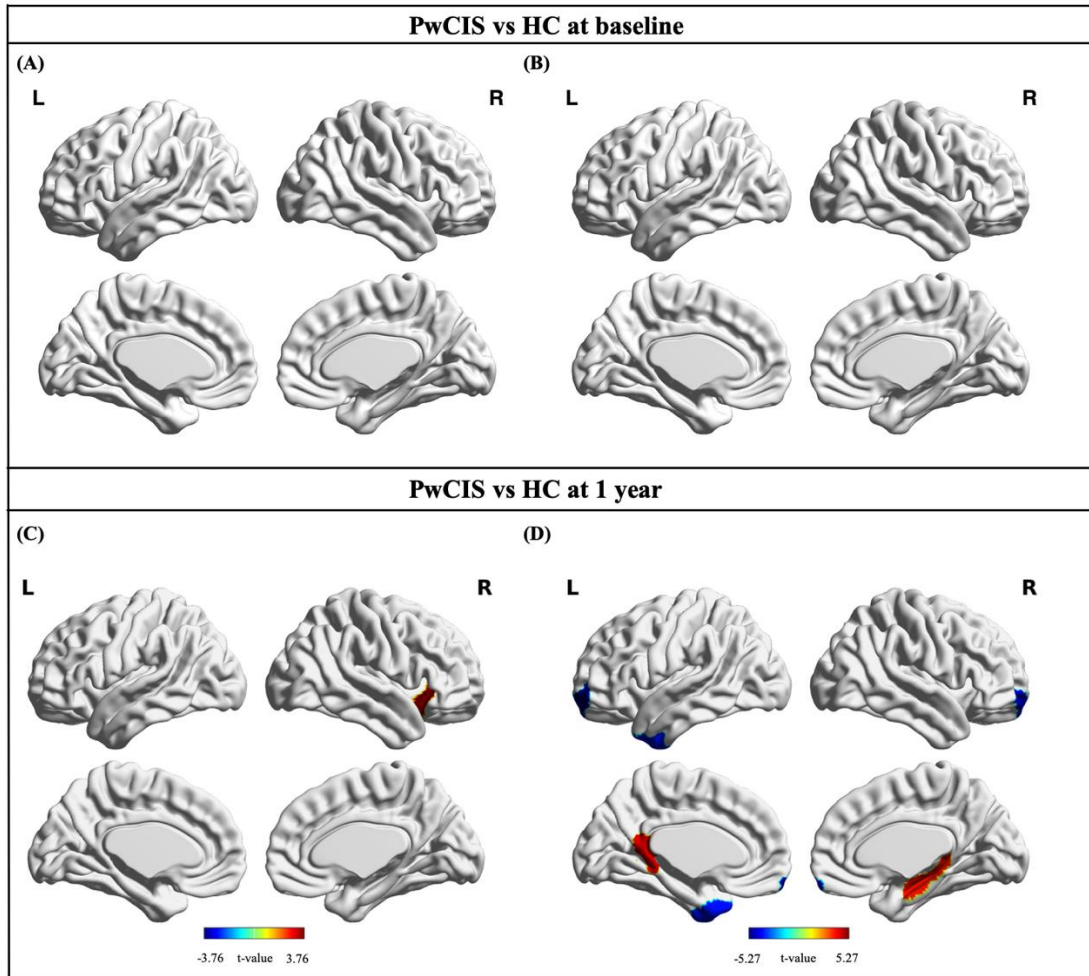 PwCIS vs HC at baseline
(A) (B)
L R L R
PwCIS vs HC at 1 year
(C) (D)
L R L R
-3.76 t-value 3.76 -5.27 t-value 5.27